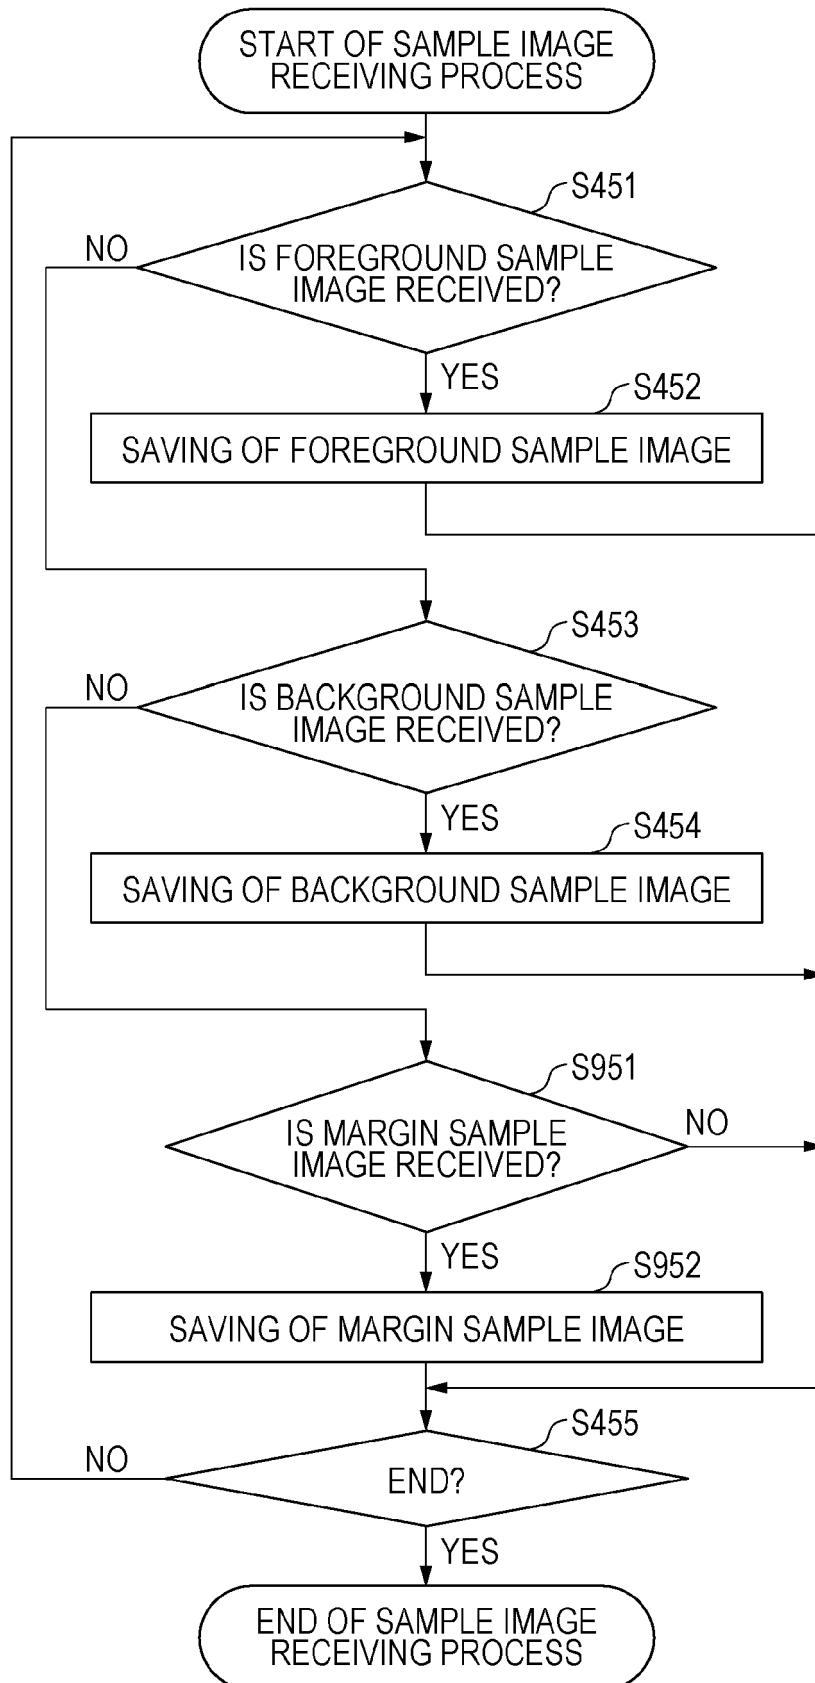 START OF SAMPLE IMAGE
RECEIVING PROCESS
S451
NO
IS FOREGROUND SAMPLE
IMAGE RECEIVED?
YES
S452
SAVING OF FOREGROUND SAMPLE IMAGE
S453
NO
IS BACKGROUND SAMPLE
IMAGE RECEIVED?
YES
S454
SAVING OF BACKGROUND SAMPLE IMAGE
S951
IS MARGIN SAMPLE
IMAGE RECEIVED?
NO
YES
S952
SAVING OF MARGIN SAMPLE IMAGE
S455
NO
END?
YES
END OF SAMPLE IMAGE
RECEIVING PROCESS